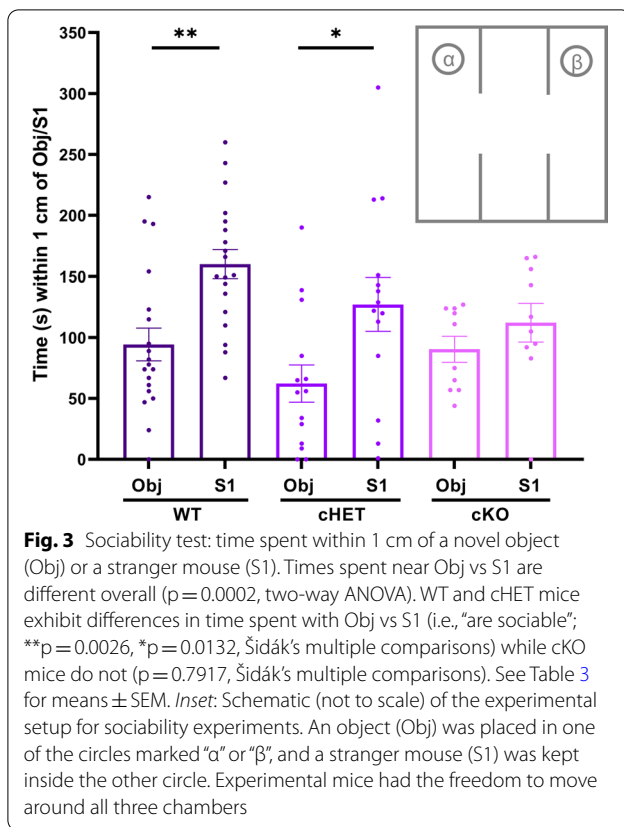 350
300
250
200
150
100
50
0
Time (s) within 1 cm of Obj/S1
**
*
α
β
Obj S1 Obj S1 Obj S1
WT cHET cKO
Fig. 3 Sociability test: time spent within 1 cm of a novel object
(Obj) or a stranger mouse (S1). Times spent near Obj vs S1 are
different overall (p = 0.0002, two-way ANOVA). WT and cHET mice
exhibit differences in time spent with Obj vs S1 (i.e., “are sociable”;
**p = 0.0026, *p = 0.0132, Šidák’s multiple comparisons) while cKO
mice do not (p = 0.7917, Šidák’s multiple comparisons). See Table 3
for means ± SEM. Inset: Schematic (not to scale) of the experimental
setup for sociability experiments. An object (Obj) was placed in one
of the circles marked “α” or “β”, and a stranger mouse (S1) was kept
inside the other circle. Experimental mice had the freedom to move
around all three chambers